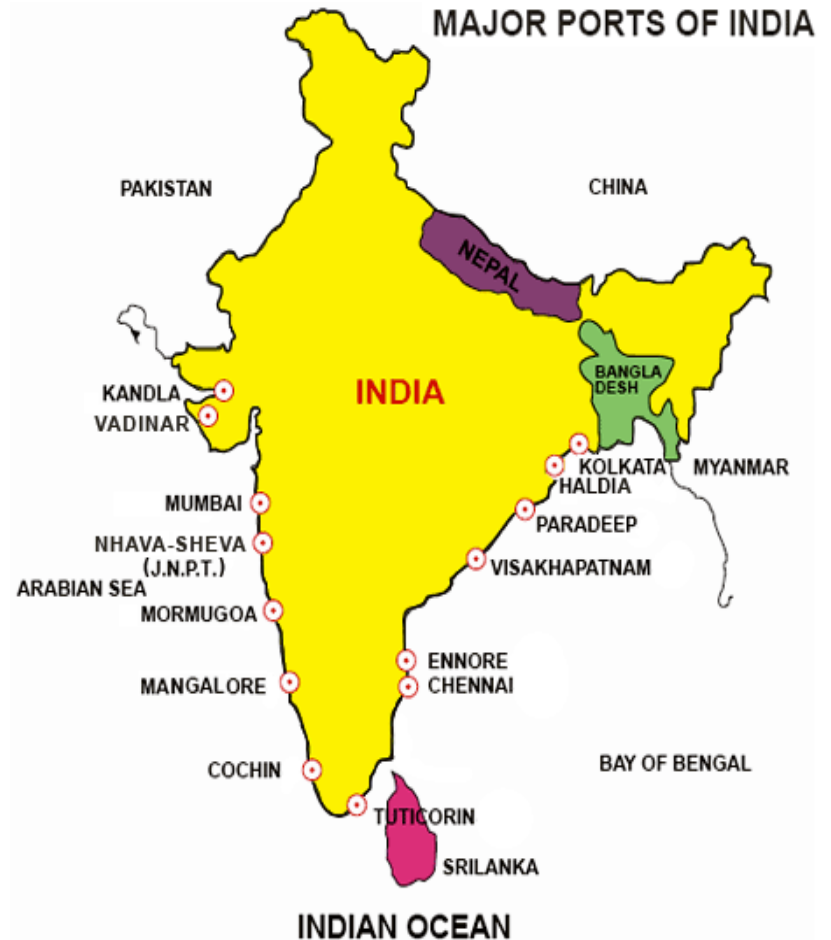 MAJOR PORTS OF INDIA
PAKISTAN
CHINA
NEPAL
BANGLA
DESH
KANDLA
INDIA
VADINAR
KOLKATA
MYANMAR
HALDIA
MUMBAI
PARADEEP
NHAVA-SHEVA
(J.N.P.T.)
VISAKHAPATNAM
ARABIAN SEA
MORMUGOA
ENNORE
MANGALORE
CHENNAI
COCHIN
BAY OF BENGAL
TUTICORIN
SRILANKA
INDIAN OCEAN